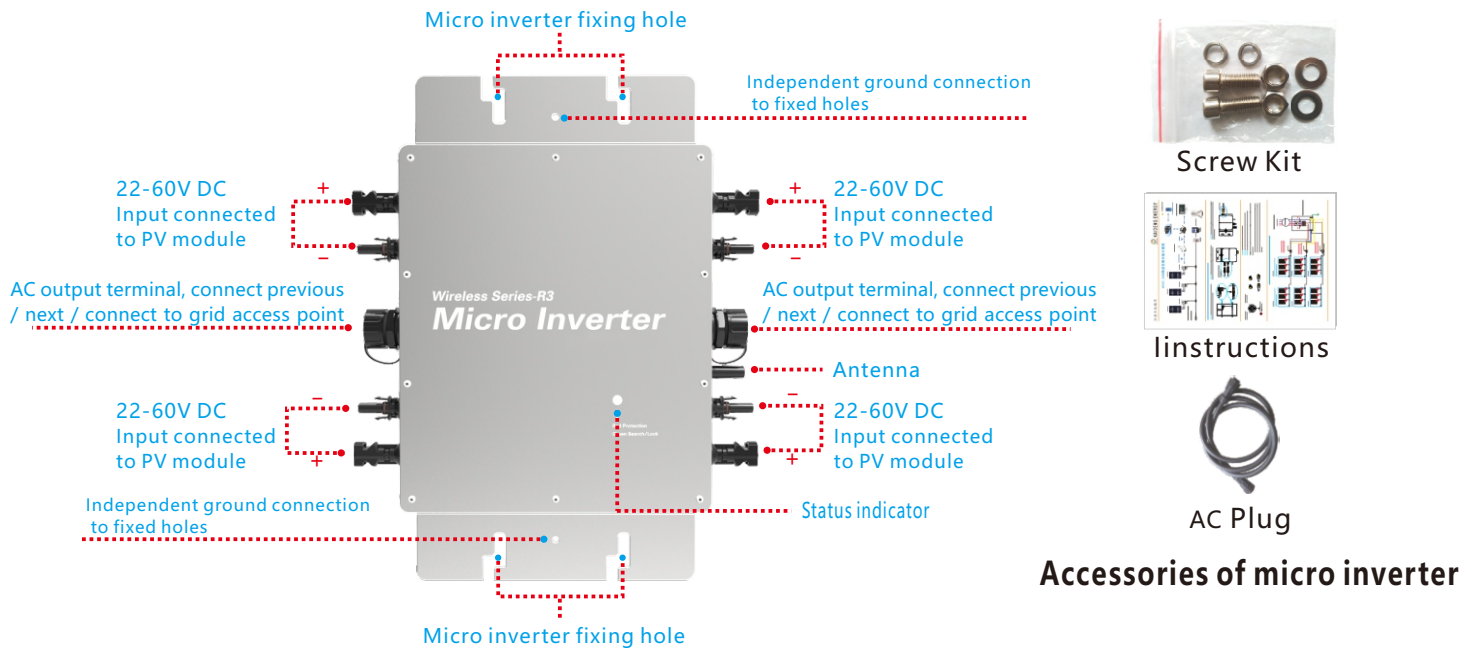 Micro inverter fixing hole
Independent ground connection
to fixed holes
22-60V DC
Input connected
to PV module
+
−
+
−
22-60V DC
Input connected
to PV module
AC output terminal, connect previous
/ next / connect to grid access point
Wireless Series-R3
Micro Inverter
AC output terminal, connect previous
/ next / connect to grid access point
Antenna
22-60V DC
Input connected
to PV module
−
+
−
+
22-60V DC
Input connected
to PV module
Independent ground connection
to fixed holes
Status indicator
Micro inverter fixing hole
Screw Kit
Iinstructions
AC Plug
Accessories of micro inverter